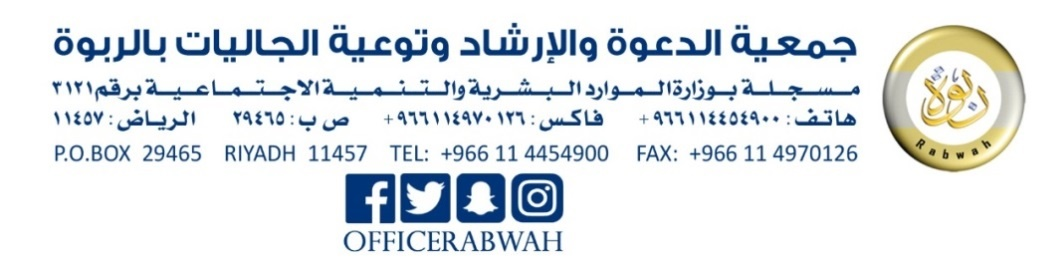 جمعية الدعوة والإرشاد وتوعية الجاليات بالربوة
مسجلة بوزارة الموارد البشرية والتنمية الاجتماعية برقم ٣١٢١
هاتف: ٩٦٦١١٤٤٥٤٩٠٠+ فاكس: ٩٦٦١١٤٩٧٠١٢٦+ ص ب: ٢٩٤٦٥ الرياض: ١١٤٥٧
P.O.BOX 29465 RIYADH 11457 TEL: +966 11 4454900 FAX: +966 11 4970126
OFFICERABWAH
ربوة
Rabwah